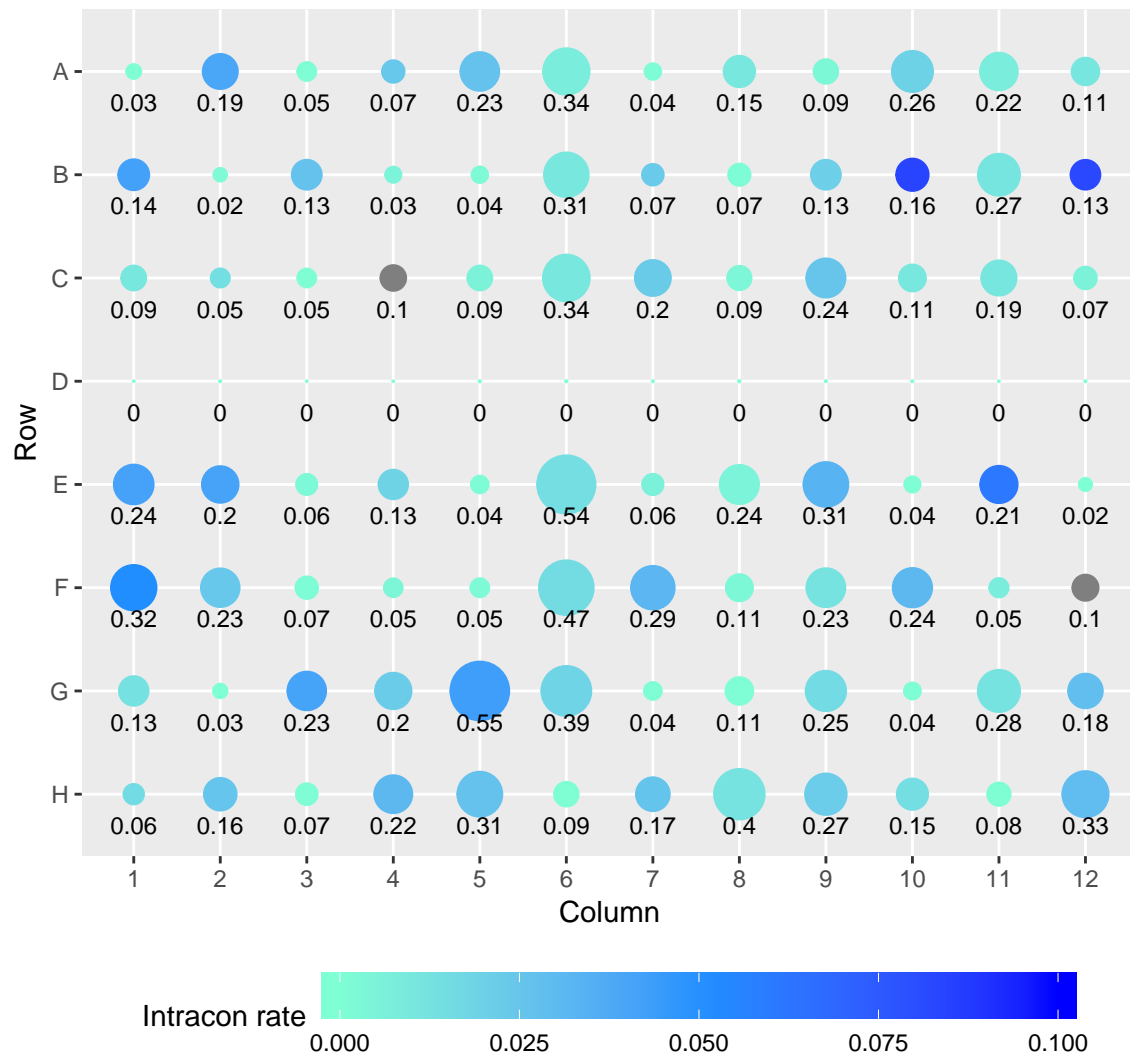 A
0.03 0.19 0.05 0.07 0.23 0.34 0.04 0.15 0.09 0.26 0.22 0.11
B
0.14 0.02 0.13 0.03 0.04 0.31 0.07 0.07 0.13 0.16 0.27 0.13
C
0.09 0.05 0.05 0.1 0.09 0.34 0.2 0.09 0.24 0.11 0.19 0.07
D
0 0 0 0 0 0 0 0 0 0 0 0
Row
E
0.24 0.2 0.06 0.13 0.04 0.54 0.06 0.24 0.31 0.04 0.21 0.02
F
0.32 0.23 0.07 0.05 0.05 0.47 0.29 0.11 0.23 0.24 0.05 0.1
G
0.13 0.03 0.23 0.2 0.55 0.39 0.04 0.11 0.25 0.04 0.28 0.18
H
0.06 0.16 0.07 0.22 0.31 0.09 0.17 0.4 0.27 0.15 0.08 0.33
1 2 3 4 5 6 7 8 9 10 11 12
Column
Intracon rate
0.000 0.025 0.050 0.075 0.100